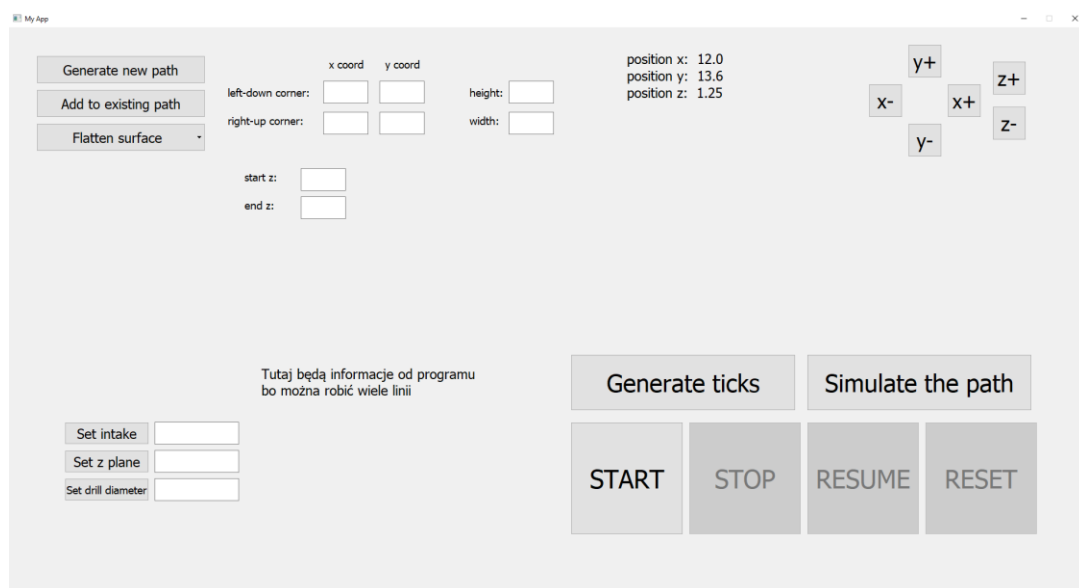 My App
Generate new path
Add to existing path
Flatten surface
x coord y coord
left-down corner:
right-up corner:
height:
width:
start z:
end z:
position x: 12.0
position y: 13.6
position z: 1.25
y+
x-
x+
y-
z+
z-
Tutaj będą informacje od programu
bo można robić wiele linii
Set intake
Set z plane
Set drill diameter
Generate ticks
Simulate the path
START
STOP
RESUME
RESET